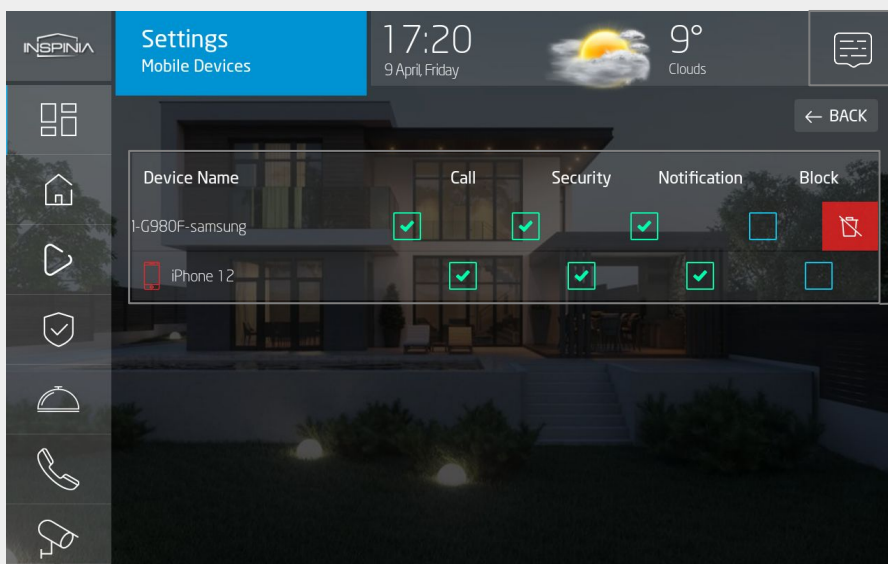 INSPINIA
Settings
Mobile Devices
17:20
9 April, Friday
9°
Clouds
← BACK
Device Name Call Security Notification Block
1-G980F-samsung
iPhone 12